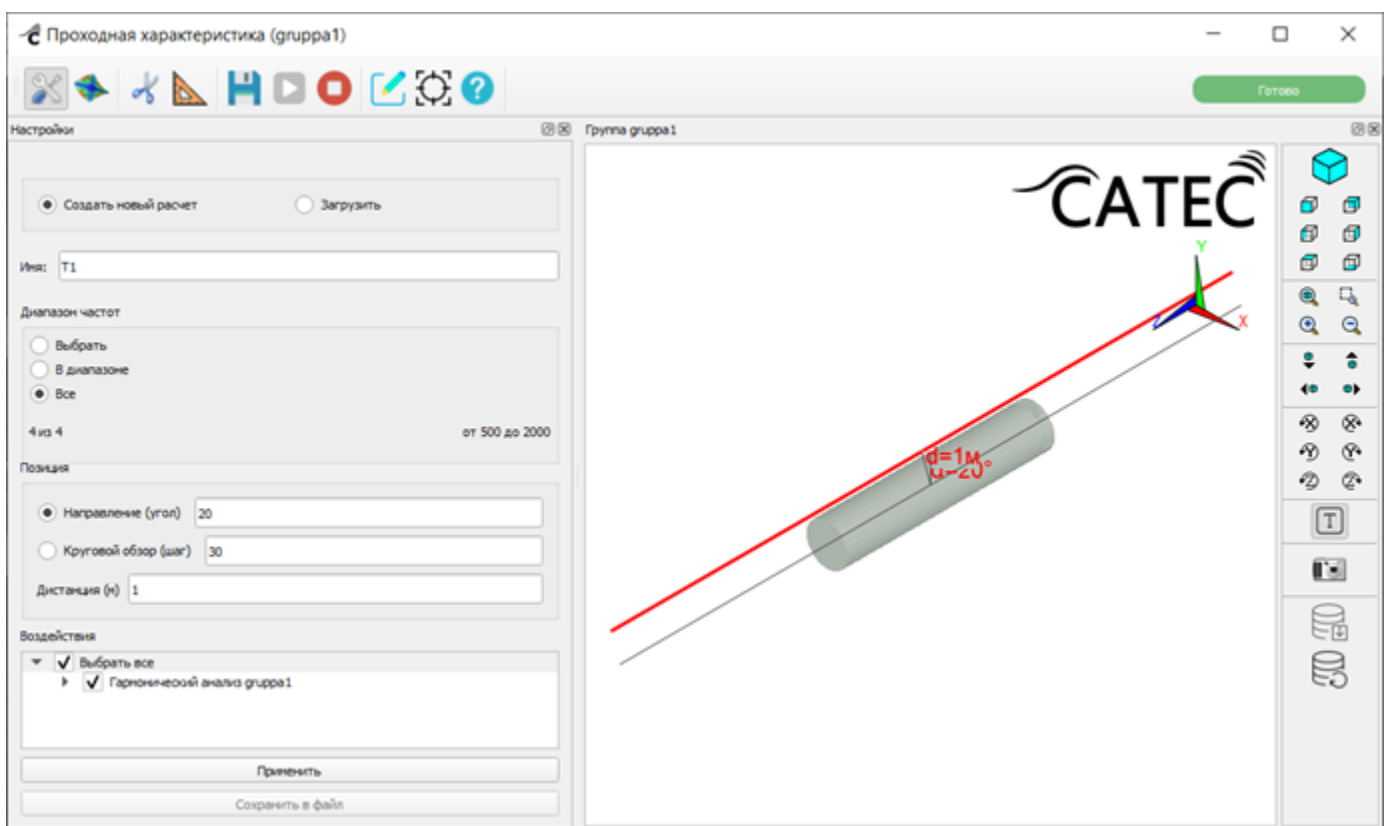 Проходная характеристика (gruppa1)
Готово
Настройки
Группа gruppa1
Создать новый расчет
Загрузить
Имя:
T1
Диапазон частот
Выбрать
В диапазоне
Все
4 из 4
от 500 до 2000
Позиция
Направление (угол)
20
Круговой обзор (шаг)
30
Дистанция (м)
1
Воздействия
Выбрать все
Гармонический анализ gruppa1
Применить
Сохранить в файл
CATEC
Y
Z
X
d=1м
α=20°
T